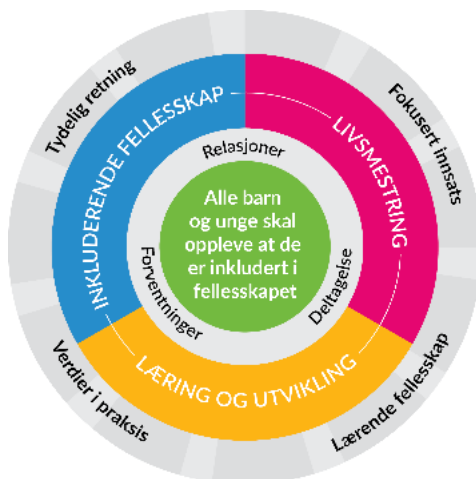 Tydelig retning
Fokusert innsats
INKLUDERENDE FELLESSKAP
LIVSMESTRING
Relasjoner
Alle barn
og unge skal
oppleve at de
er inkludert i
fellesskapet
Forventninger
Deltagelse
LÆRING OG UTVIKLING
Verdier i praksis
Lærende fellesskap